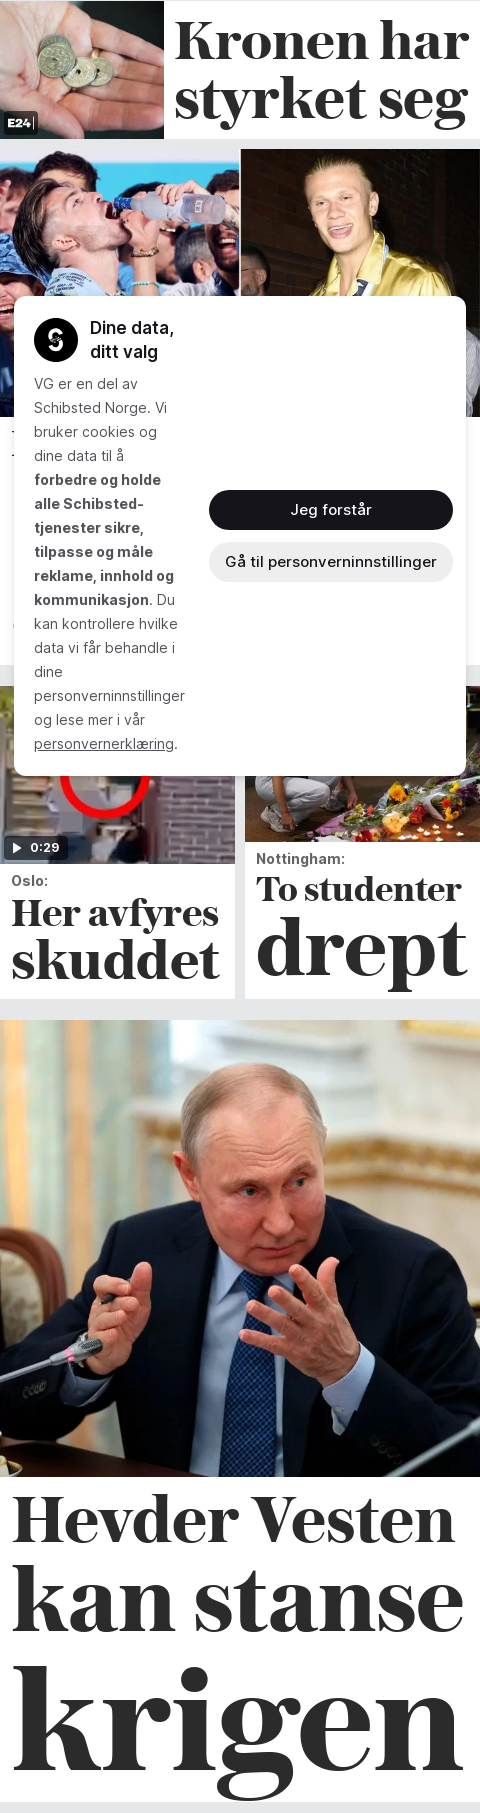 Kronen har
styrket seg
E24
Dine data,
ditt valg
VG er en del av
Schibsted Norge. Vi
bruker cookies og
dine data til å
forbedre og holde
alle Schibsted-
tjenester sikre,
tilpasse og måle
reklame, innhold og
kommunikasjon. Du
kan kontrollere hvilke
data vi får behandle i
dine
personverninnstillinger
og lese mer i vår
personvernerklæring.
Jeg forstår
Gå til personverninnstillinger
0:29
Oslo:
Her avfyres
skuddet
Nottingham:
To studenter
drept
Hevder Vesten
kan stanse
krigen